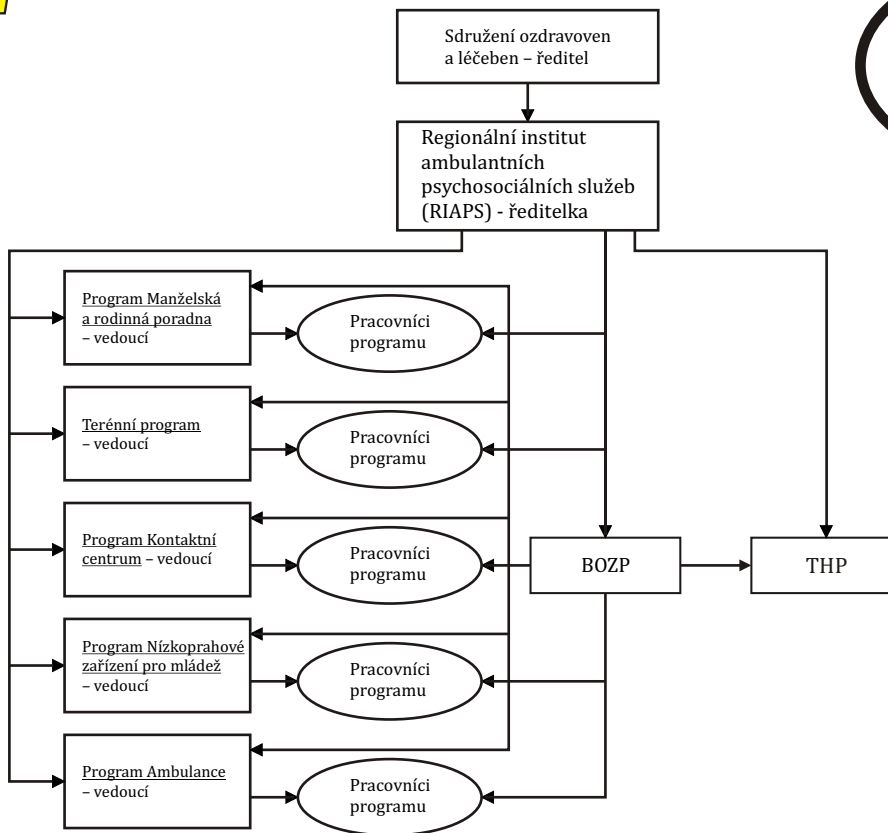 Sdružení ozdravoven
a léčeben – ředitel
Regionální institut
ambulantních
psychosociálních služeb
(RIAPS) - ředitelka
Program Manželská
a rodinná poradna
– vedoucí
Pracovníci
programu
Terénní program
– vedoucí
Pracovníci
programu
Program Kontaktní
centrum – vedoucí
Pracovníci
programu
BOZP
THP
Program Nízkoprahové
zařízení pro mládež
– vedoucí
Pracovníci
programu
Program Ambulance
– vedoucí
Pracovníci
programu